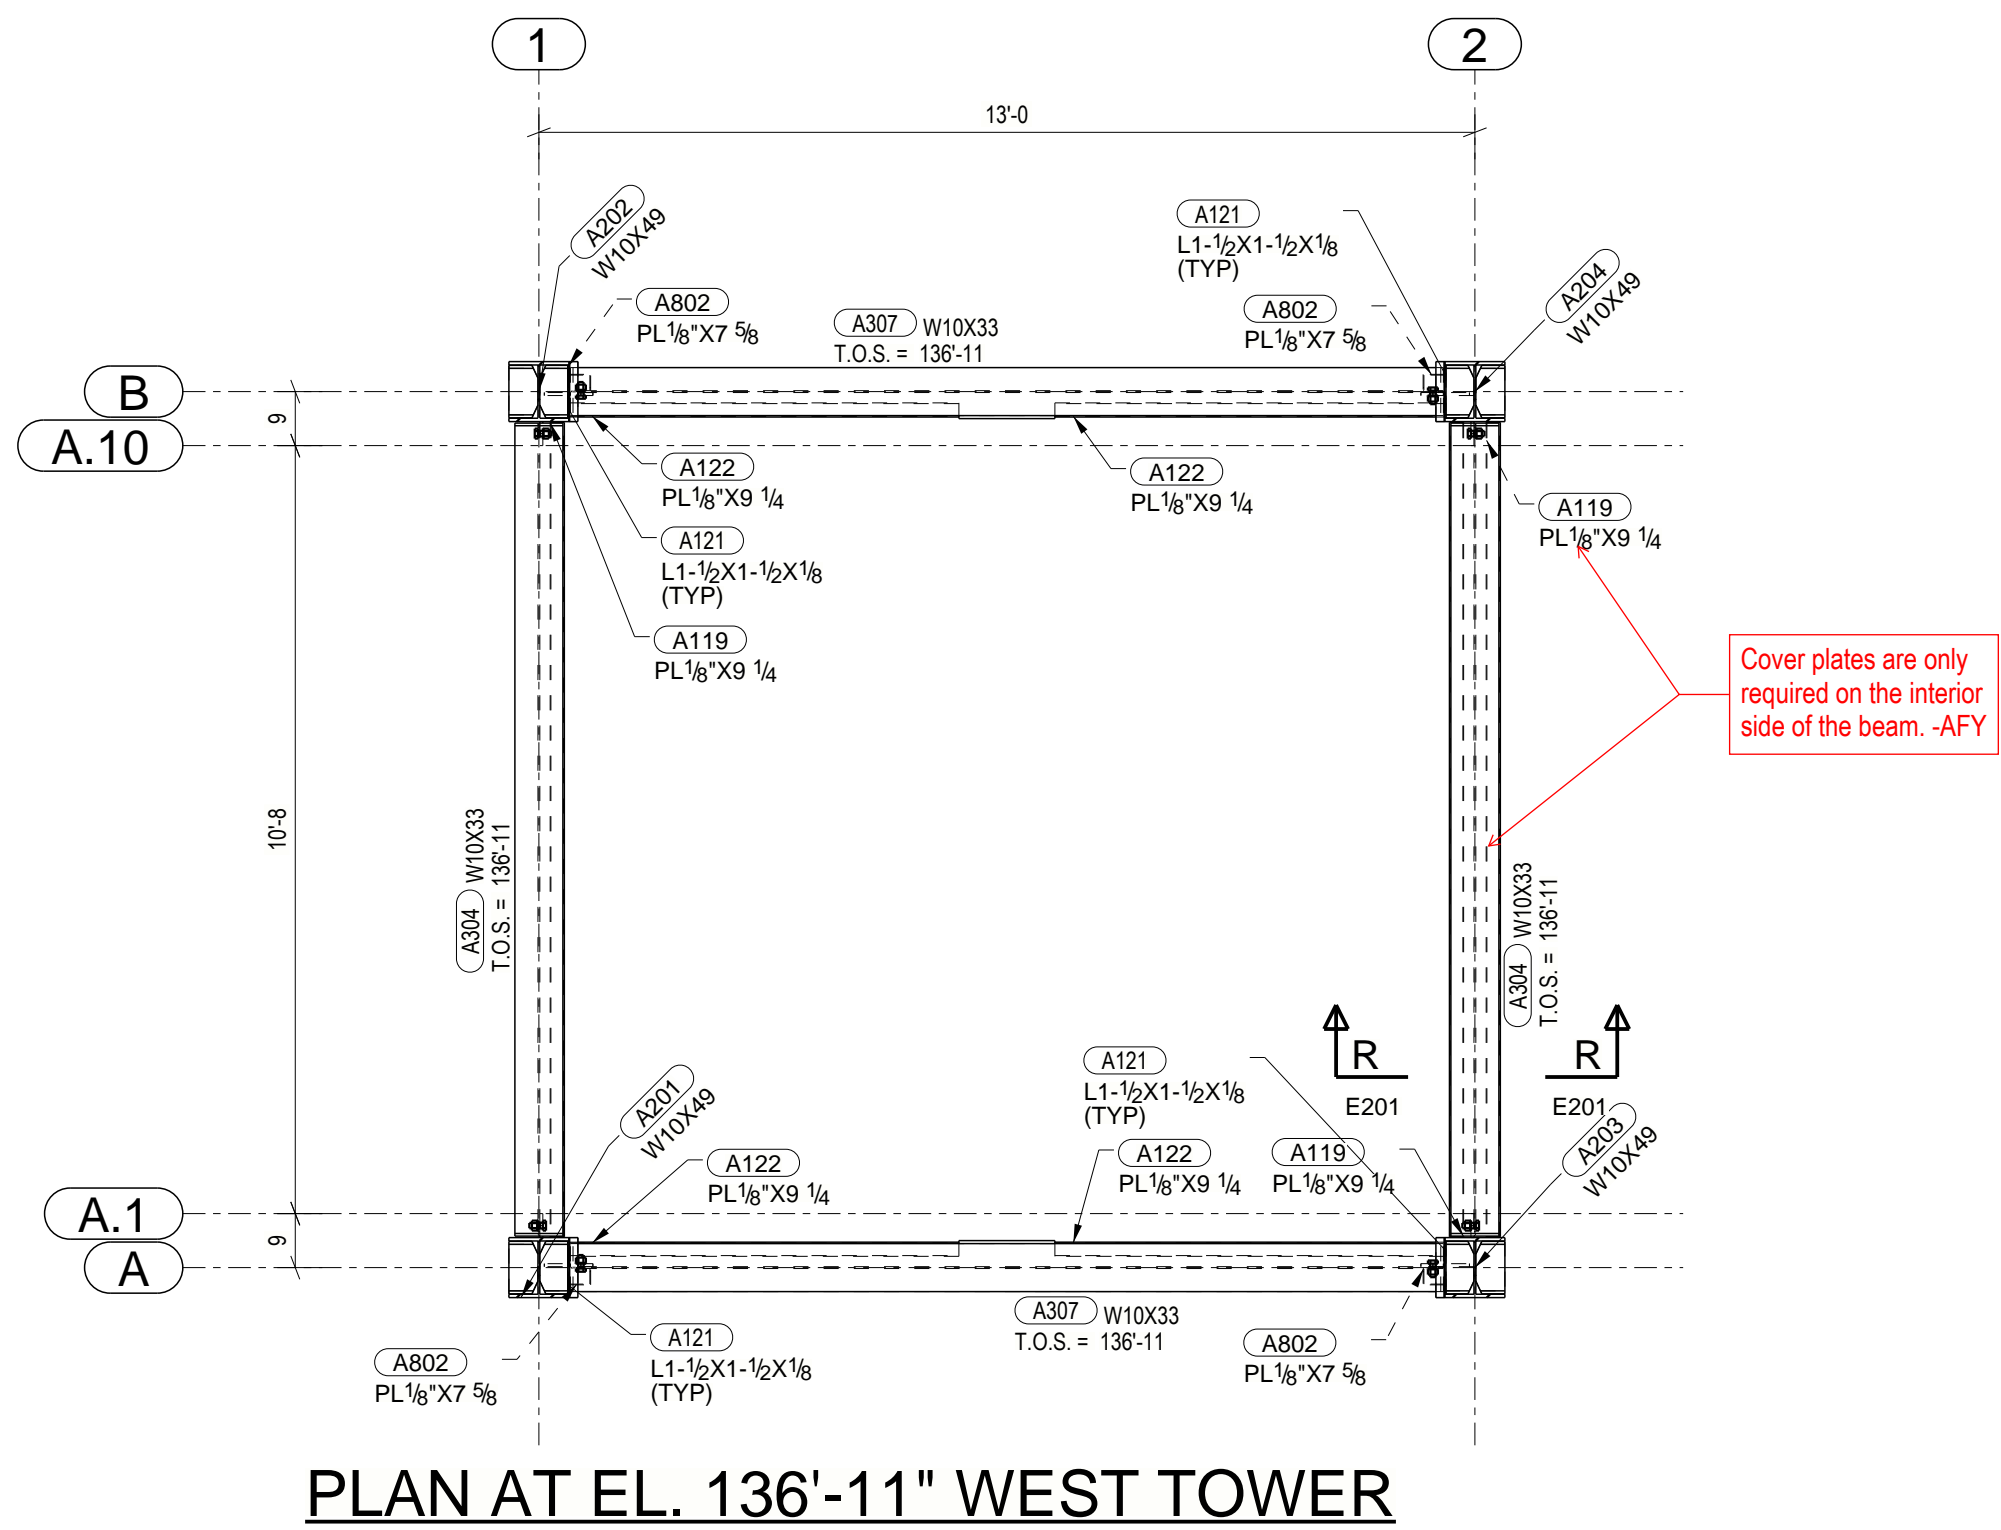 1
2
13'-0
A202
W10X49
A121
L1-1/2X1-1/2X1/8
(TYP)
A204
W10X49
A802
PL1/8"X7 5/8
A307 W10X33
T.O.S. = 136'-11
A802
PL1/8"X7 5/8
B
9
A.10
A122
PL1/8"X9 1/4
A122
PL1/8"X9 1/4
A119
PL1/8"X9 1/4
A121
L1-1/2X1-1/2X1/8
(TYP)
A119
PL1/8"X9 1/4
Cover plates are only
required on the interior
side of the beam. -AFY
10'-8
A304 W10X33
T.O.S. = 136'-11
A304 W10X33
T.O.S. = 136'-11
R
R
E201
E201
A121
L1-1/2X1-1/2X1/8
(TYP)
A201
W10X49
A203
W10X49
A122
PL1/8"X9 1/4
A122
PL1/8"X9 1/4
A119
PL1/8"X9 1/4
A.1
9
A
A307 W10X33
T.O.S. = 136'-11
A802
PL1/8"X7 5/8
A121
L1-1/2X1-1/2X1/8
(TYP)
A802
PL1/8"X7 5/8
PLAN AT EL. 136'-11" WEST TOWER